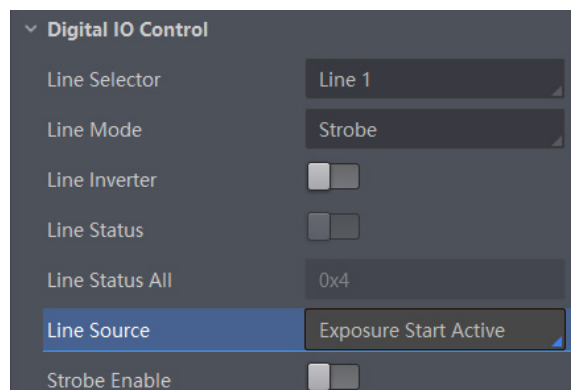 Digital IO Control
Line Selector Line 1
Line Mode Strobe
Line Inverter
Line Status
Line Status All 0x4
Line Source Exposure Start Active
Strobe Enable